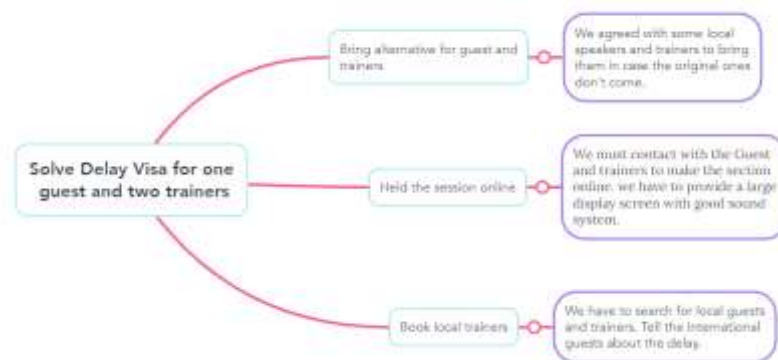 Solve Delay Visa for one
guest and two trainers
Bring alternative for guest and
trainers
We agreed with some local
speakers and trainers to bring
them in case the original ones
don't come.
Held the session online
We must contact with the Guest
and trainers to make the section
online. we have to provide a large
display screen with good sound
system.
Book local trainers
We have to search for local guests
and trainers. Tell the International
guests about the delay.